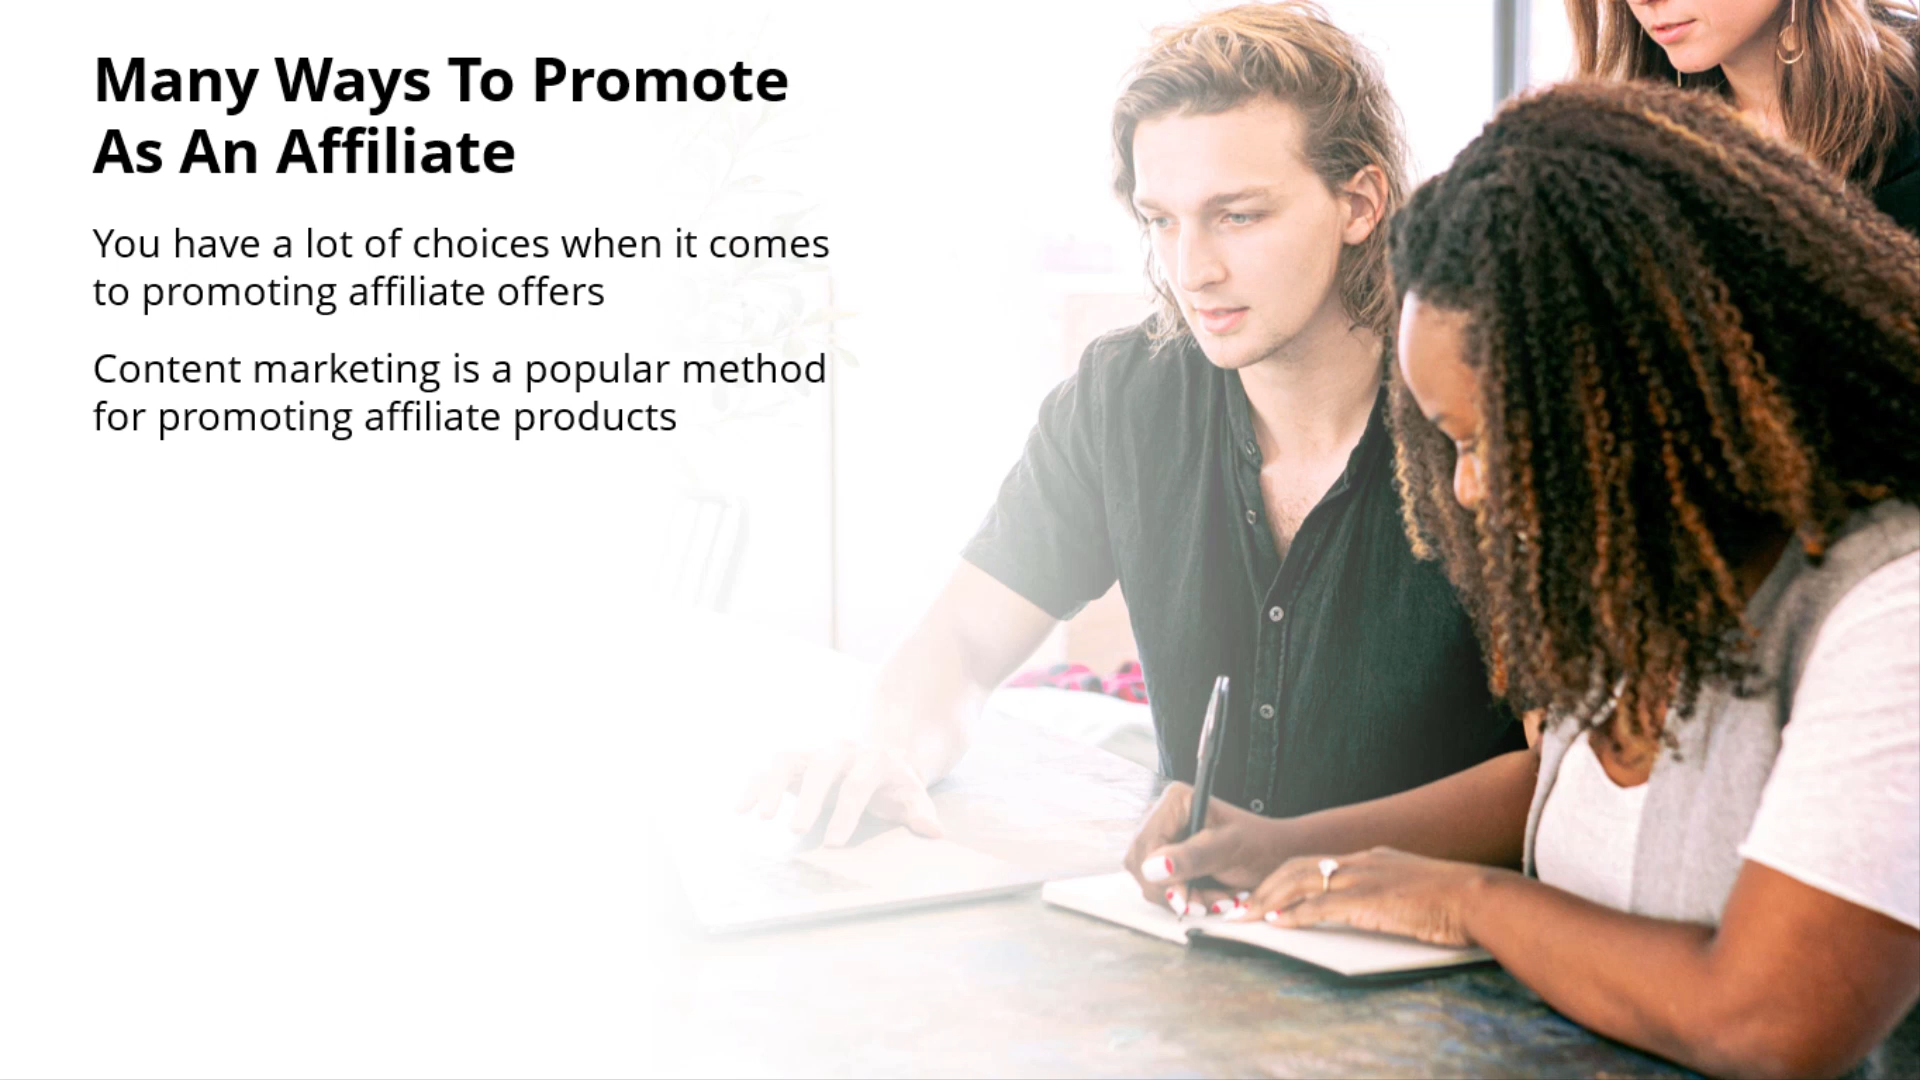 Many Ways To Promote
As An Affiliate
You have a lot of choices when it comes
to promoting affiliate offers
Content marketing is a popular method
for promoting affiliate products